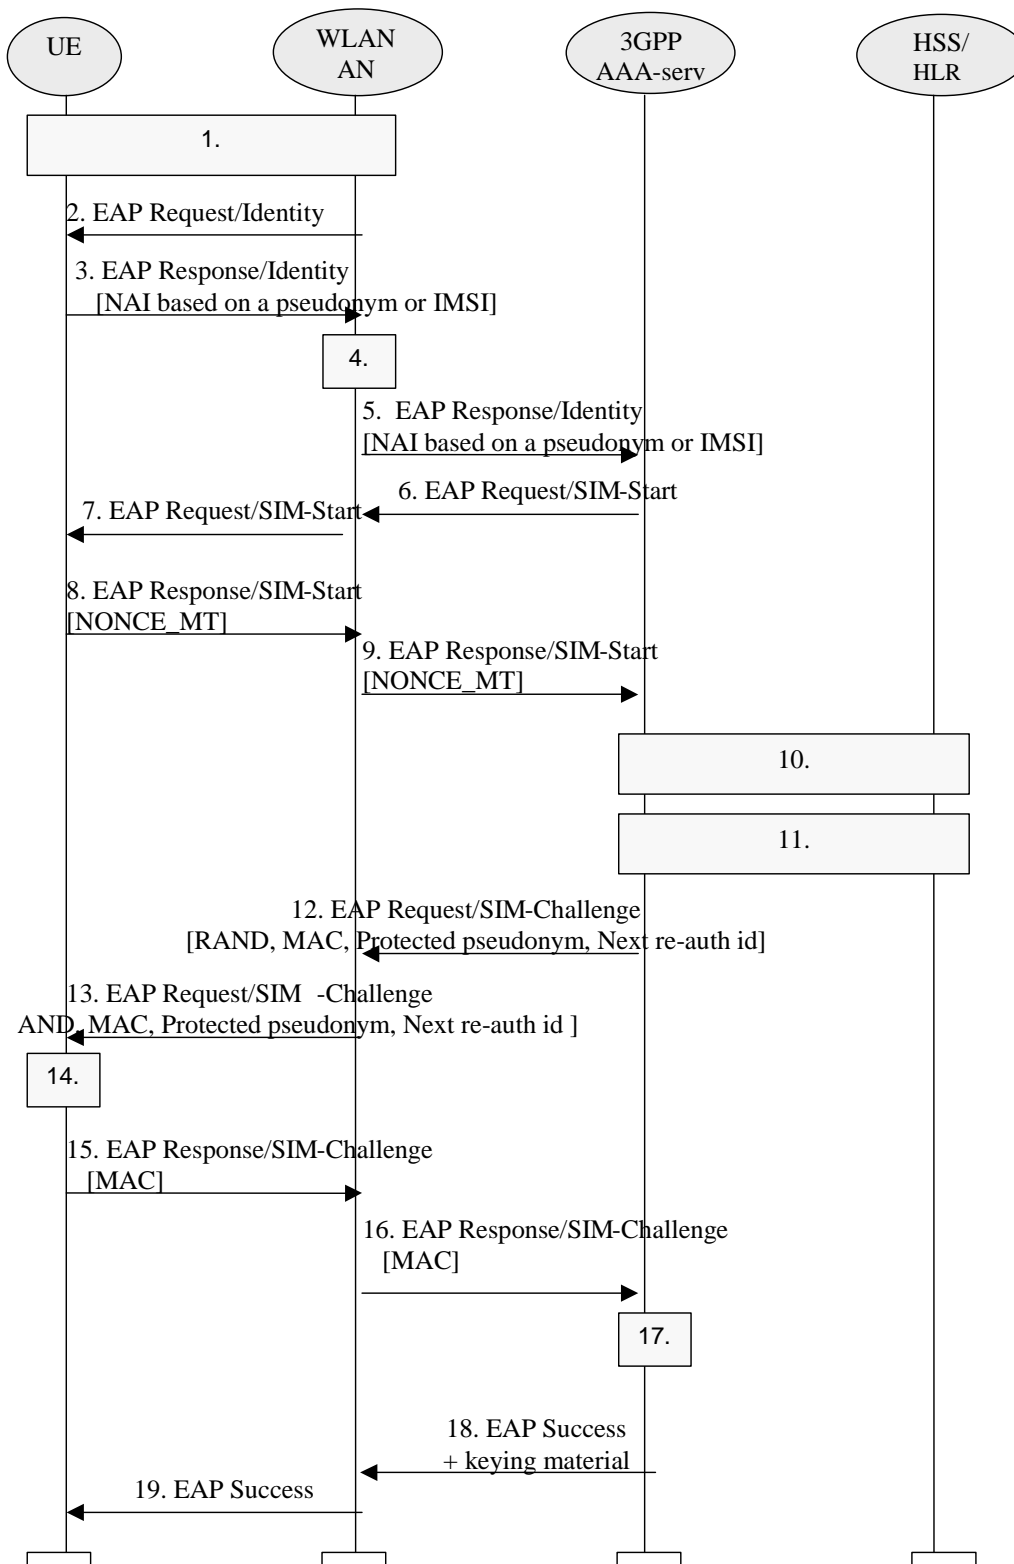 UE
WLAN
AN
3GPP
AAA-serv
HSS/
HLR
1.
2. EAP Request/Identity
3. EAP Response/Identity
[NAI based on a pseudonym or IMSI]
4.
5. EAP Response/Identity
[NAI based on a pseudonym or IMSI]
6. EAP Request/SIM-Start
7. EAP Request/SIM-Start
8. EAP Response/SIM-Start
[NONCE_MT]
9. EAP Response/SIM-Start
[NONCE_MT]
10.
11.
12. EAP Request/SIM-Challenge
[RAND, MAC, Protected pseudonym, Next re-auth id]
13. EAP Request/SIM -Challenge
AND, MAC, Protected pseudonym, Next re-auth id ]
14.
15. EAP Response/SIM-Challenge
[MAC]
16. EAP Response/SIM-Challenge
[MAC]
17.
18. EAP Success
+ keying material
19. EAP Success